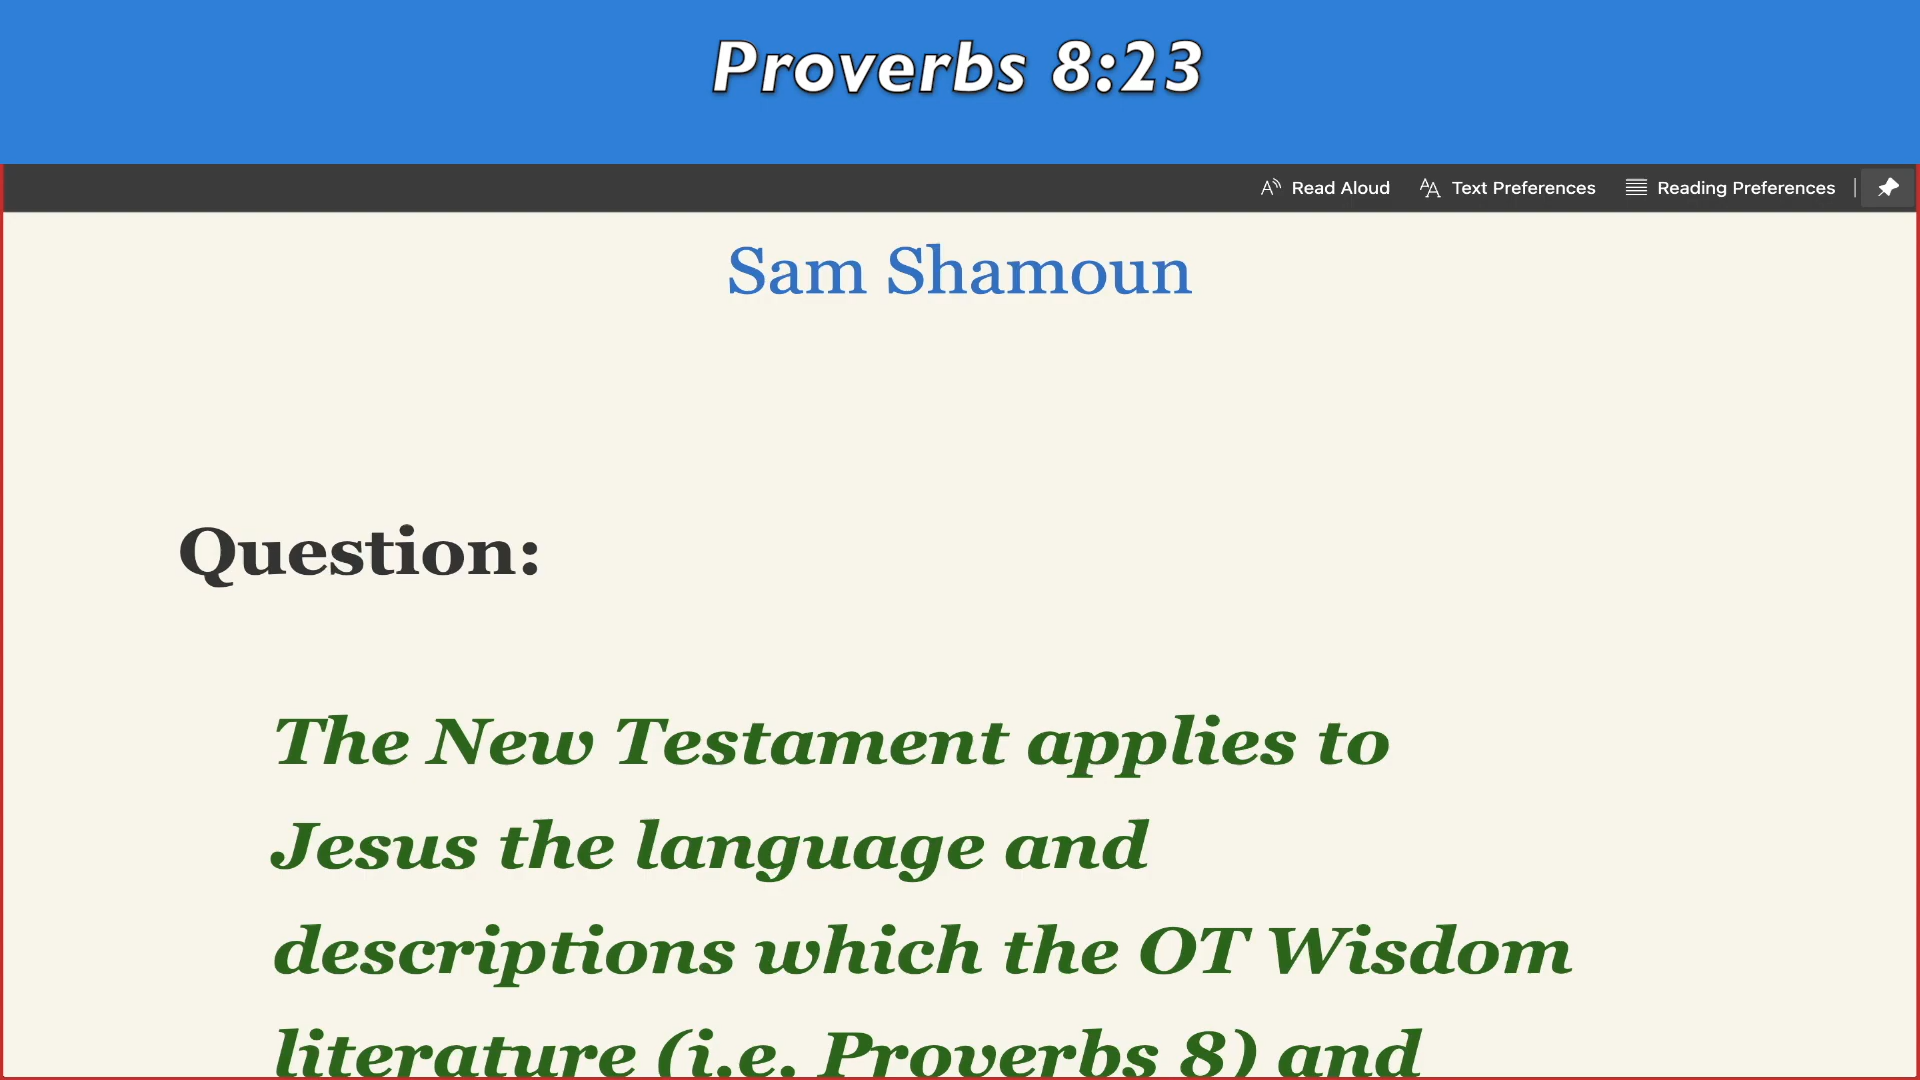 Proverbs 8:23
Read Aloud Text Preferences Reading Preferences
Sam Shamoun
Question:
The New Testament applies to
Jesus the language and
descriptions which the OT Wisdom
literature (i.e. Proverbs 8) and